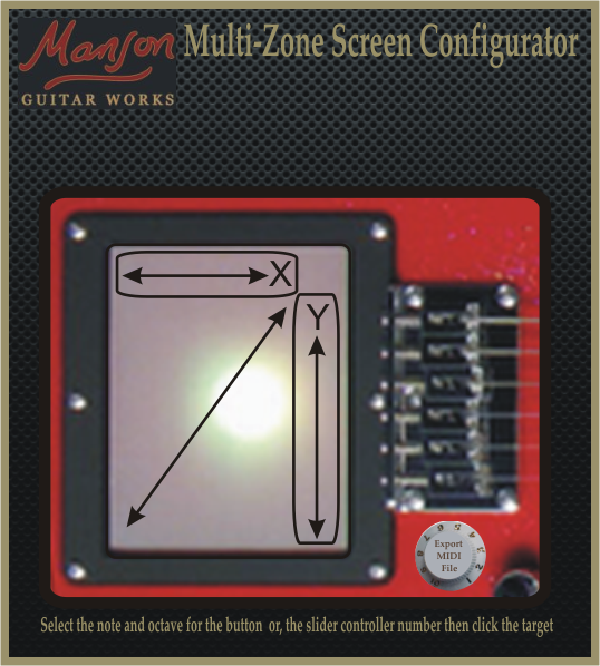 Manson
GUITAR WORKS
Multi-Zone Screen Configurator
X
Y
Export
MIDI
File
Select the note and octave for the button or, the slider controller number then click the target